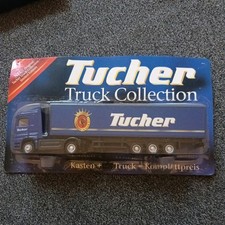 Tucher
Truck Collection
Tucher
Kasten + Truck = Komplettpreis